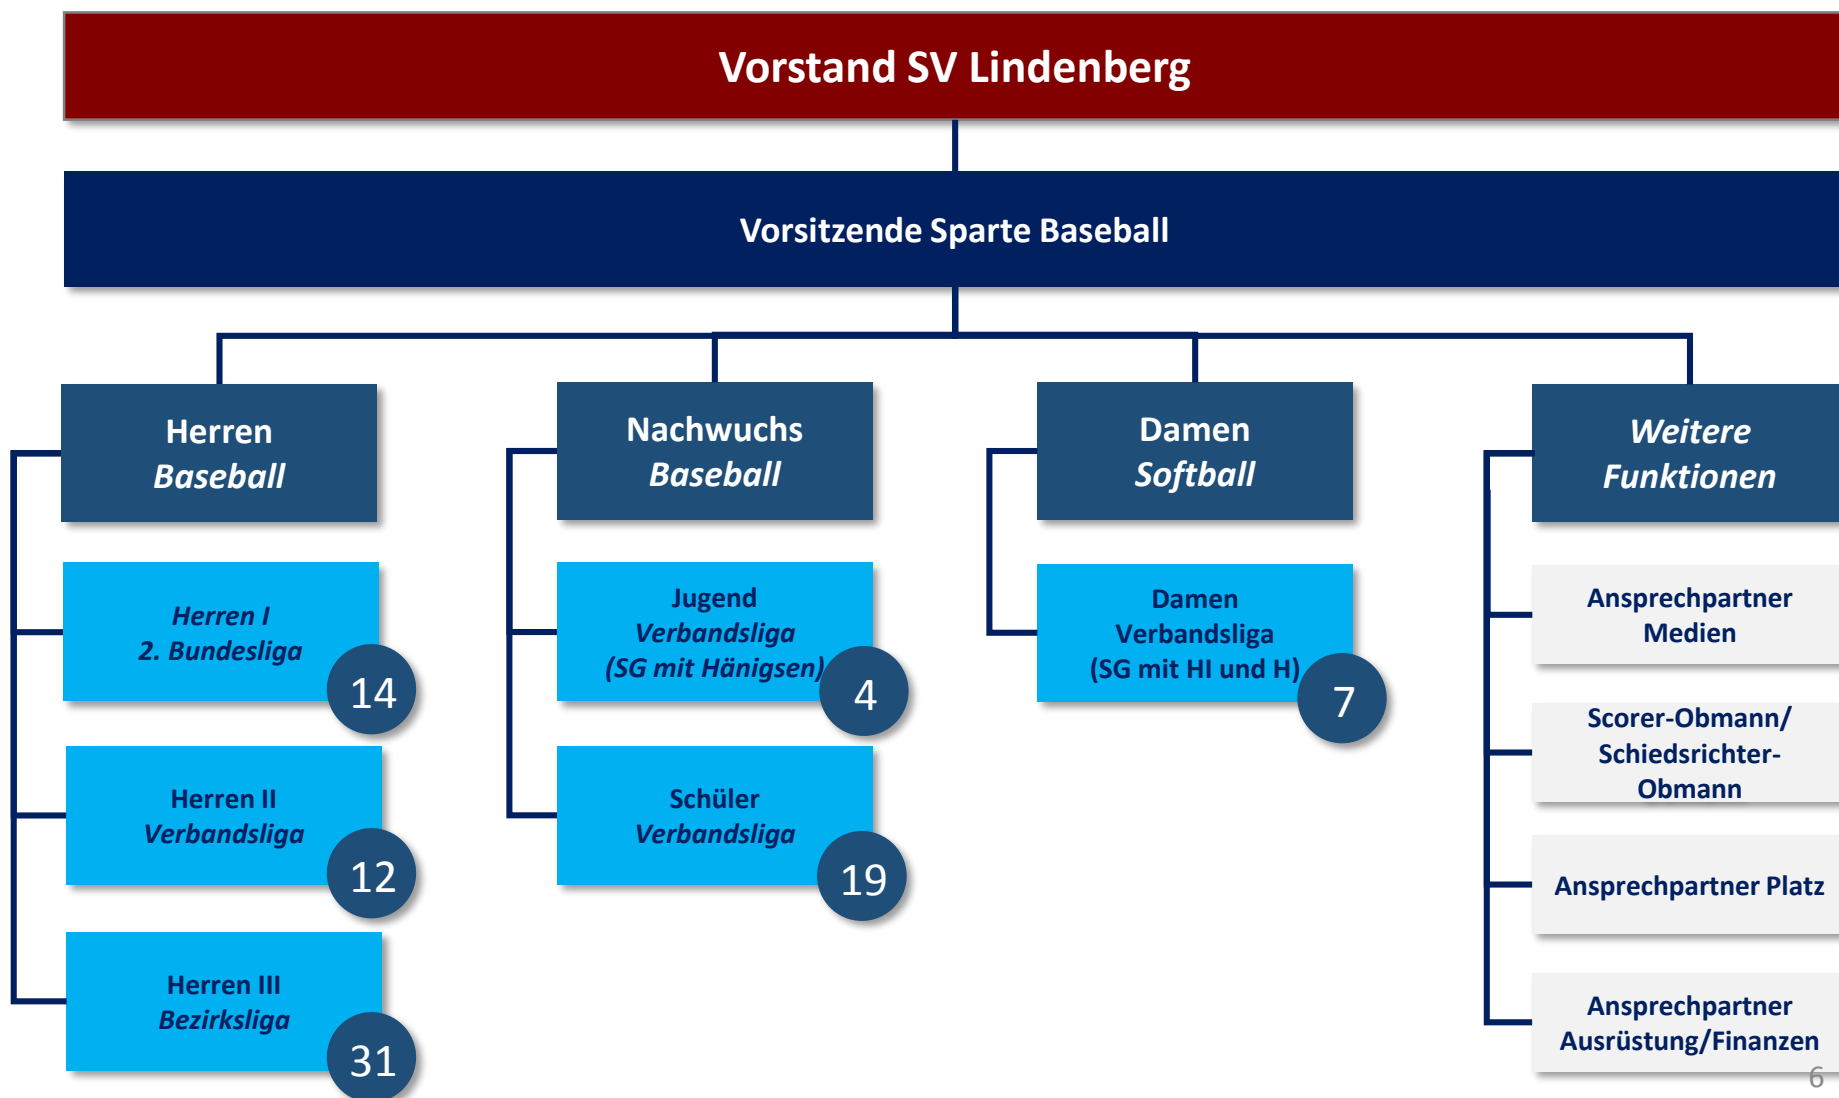 Vorstand SV Lindenberg
Vorsitzende Sparte Baseball
Herren
Baseball
Herren I
2. Bundesliga
14
Herren II
Verbandsliga
12
Herren III
Bezirksliga
31
Nachwuchs
Baseball
Jugend
Verbandsliga
(SG mit Hänigsen)
4
Schüler
Verbandsliga
19
Damen
Softball
Damen
Verbandsliga
(SG mit HI und H)
7
Weitere
Funktionen
Ansprechpartner
Medien
Scorer-Obmann/
Schiedsrichter-
Obmann
Ansprechpartner Platz
Ansprechpartner
Ausrüstung/Finanzen
6